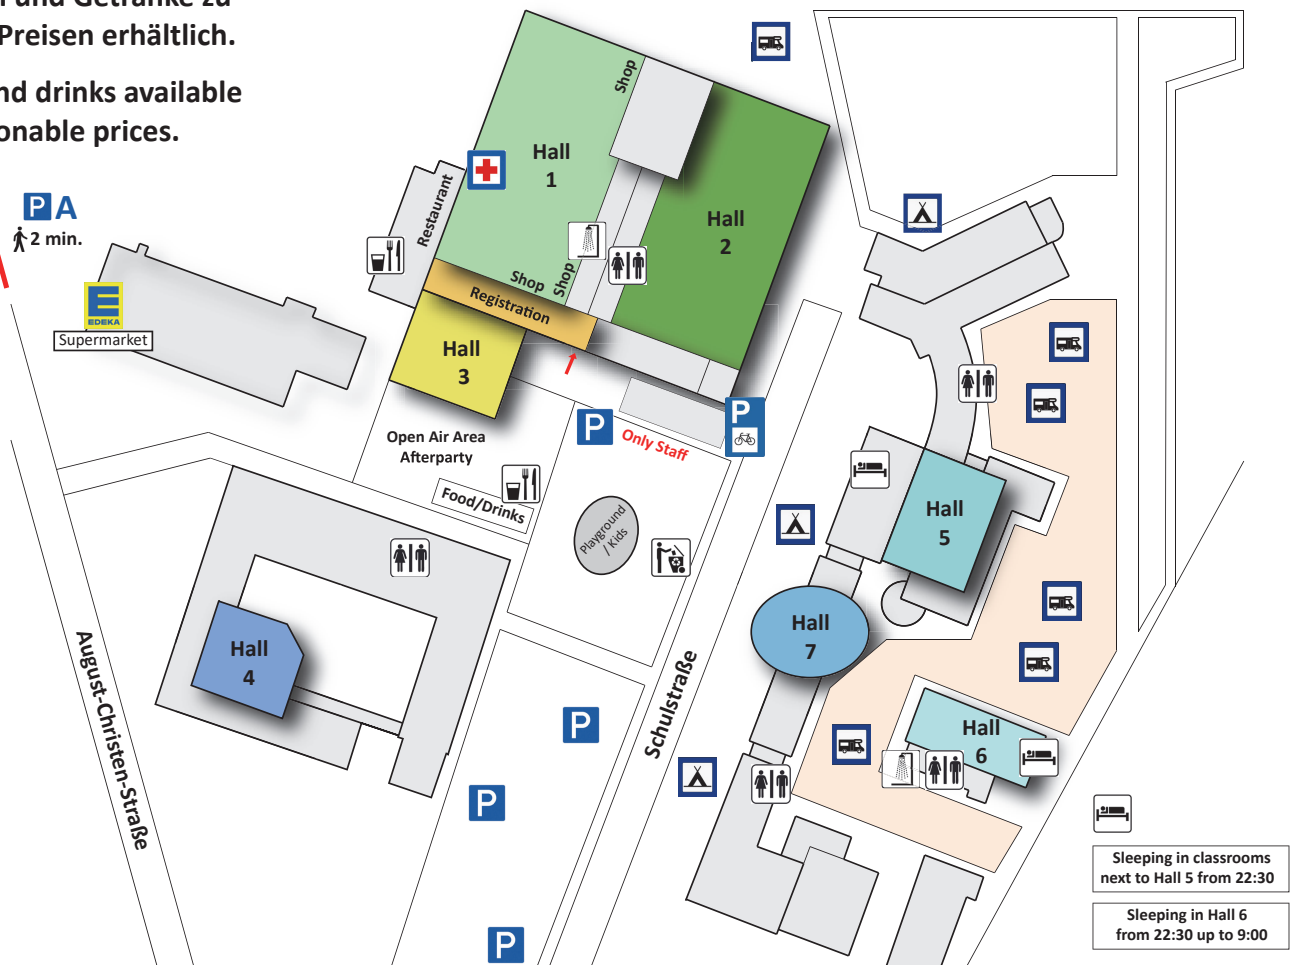 und Getränke zu
Preisen erhältlich.
drinks available
prices.
P A
2 min.
E
EDEKA
Supermarket
Restaurant
Shop
Hall
1
Hall
2
Shop
Shop
Registration
Hall
3
Open Air Area
Afterparty
Food/Drinks
P
Only Staff
P
Playground
/ Kids
Hall
4
Hall
5
Hall
7
Hall
6
August-Christen-Straße
Schulstraße
P
P
P
Sleeping in classrooms
next to Hall 5 from 22:30
Sleeping in Hall 6
from 22:30 up to 9:00